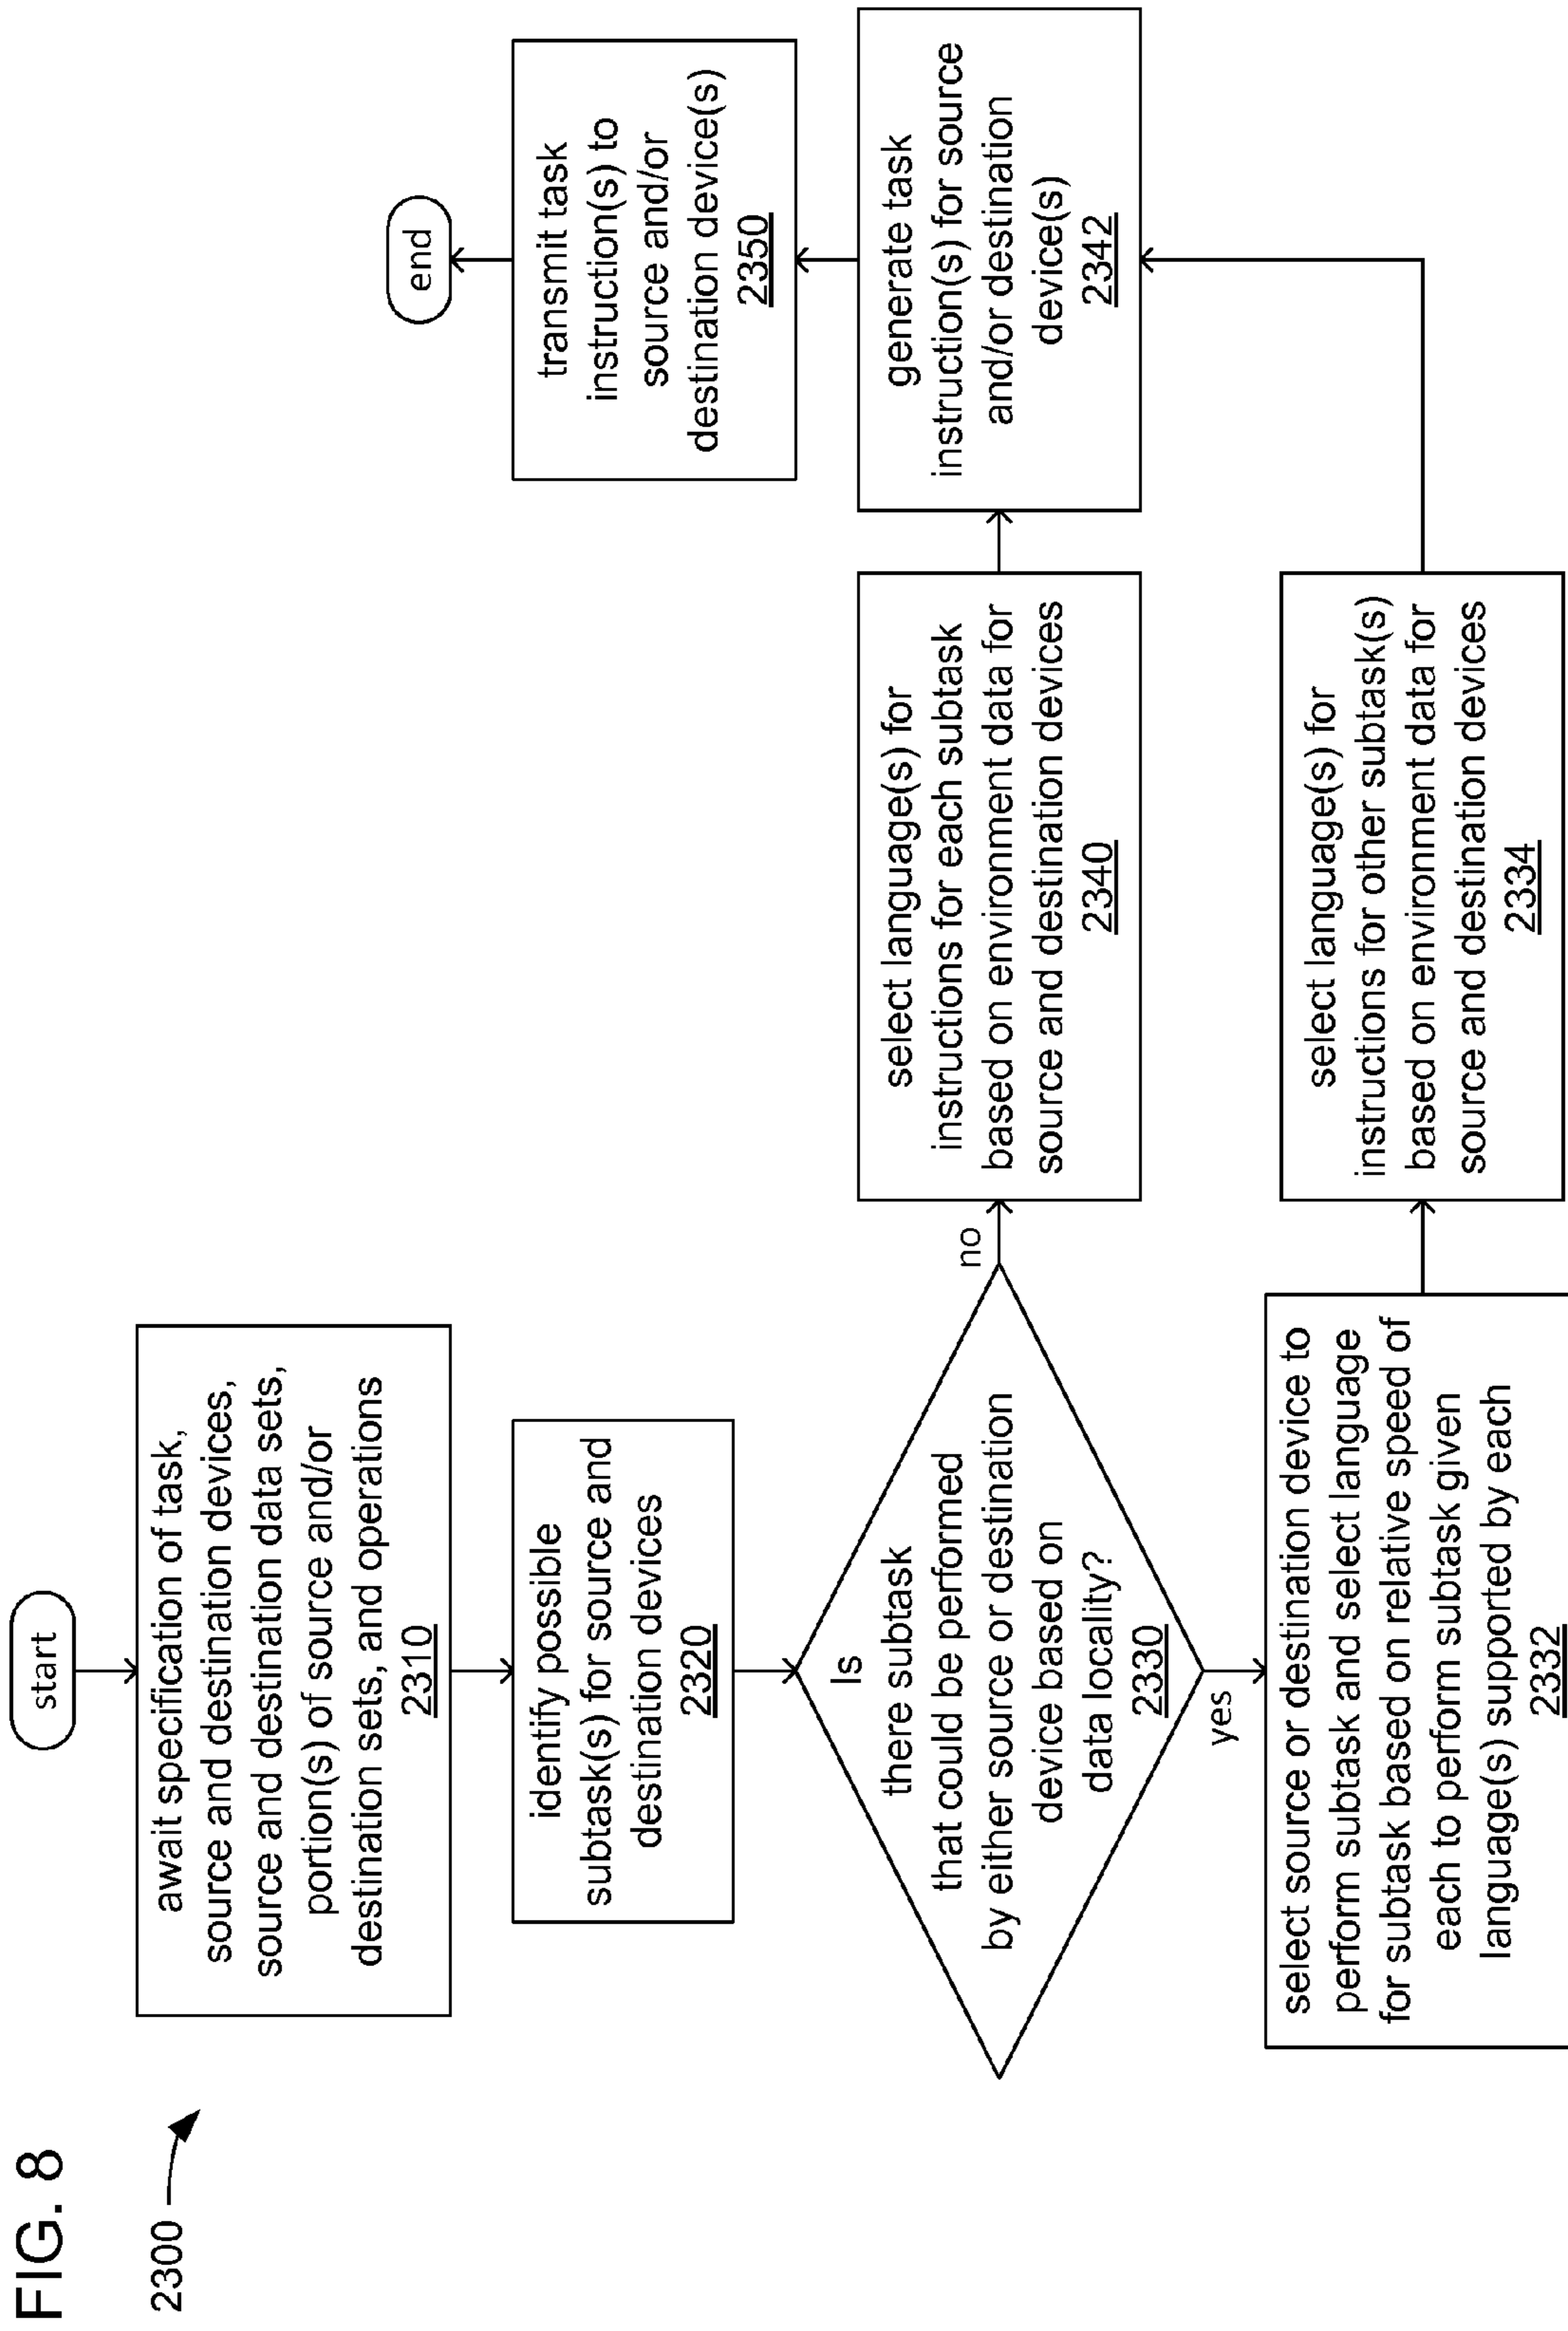 FIG. 8
2300
start
await specification of task,
source and destination devices,
source and destination data sets,
portion(s) of source and/or
destination sets, and operations
2310
identify possible
subtask(s) for source and
destination devices
2320
Is
there subtask
that could be performed
by either source or destination
device based on
data locality?
2330
no
yes
select source or destination device to
perform subtask and select language
for subtask based on relative speed of
each to perform subtask given
language(s) supported by each
2332
select language(s) for
instructions for other subtask(s)
based on environment data for
source and destination devices
2334
select language(s) for
instructions for each subtask
based on environment data for
source and destination devices
2340
generate task
instruction(s) for source
and/or destination
device(s)
2342
transmit task
instruction(s) to
source and/or
destination device(s)
2350
end